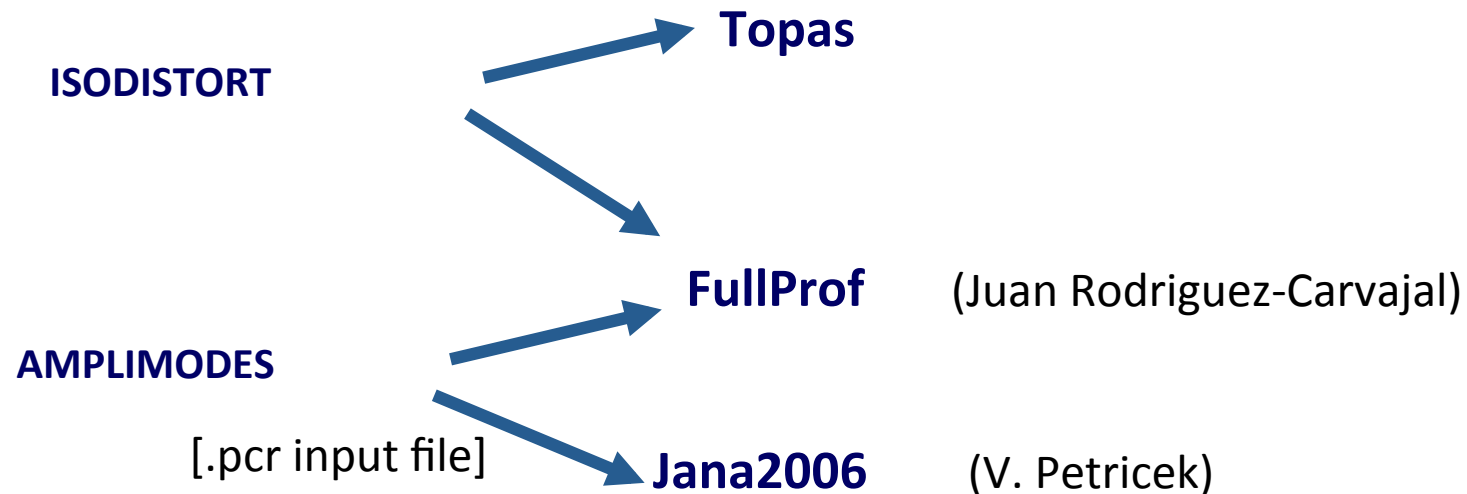 Topas
ISODISTORT
FullProf (Juan Rodriguez-Carvajal)
AMPLIMODES
[.pcr input file]
Jana2006 (V. Petricek)